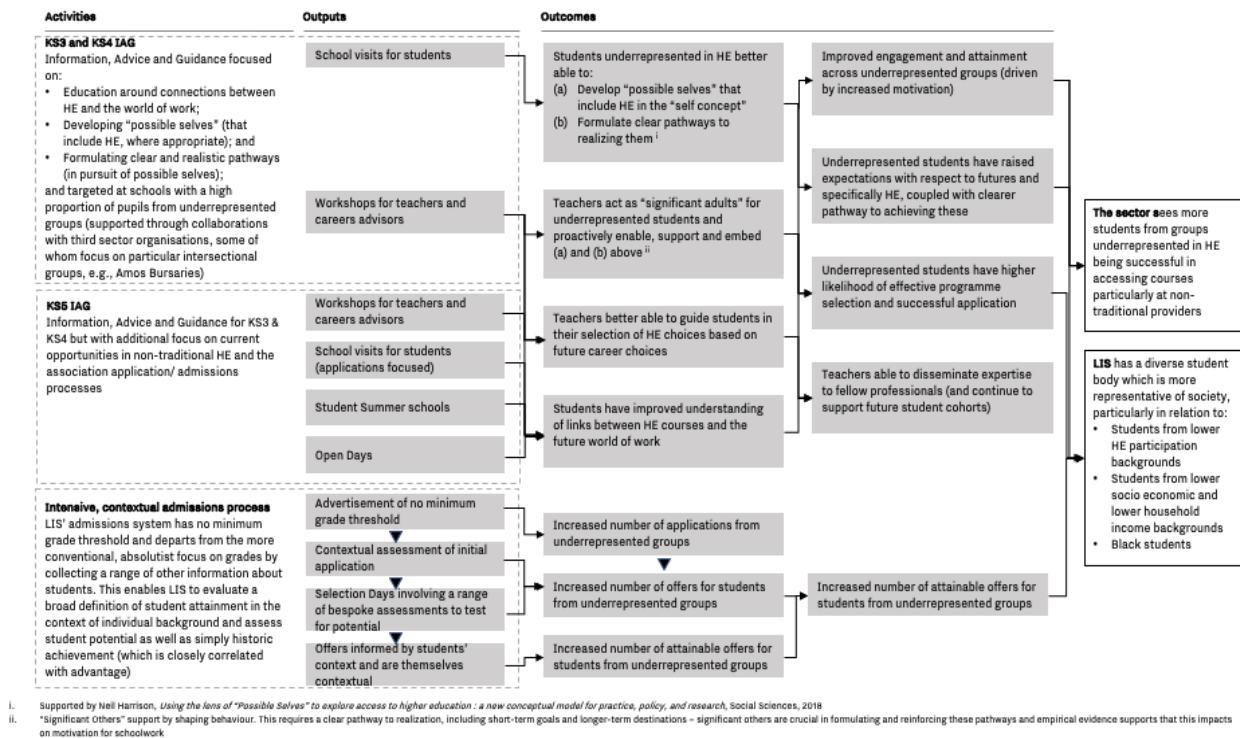 Activities
Outputs
Outcomes
KS3 and KS4 IAG
Information, Advice and Guidance focused
on:
• Education around connections between
HE and the world of work;
• Developing “possible selves” (that
include HE, where appropriate); and
• Formulating clear and realistic pathways
(in pursuit of possible selves);
and targeted at schools with a high
proportion of pupils from underrepresented
groups (supported through collaborations
with third sector organisations, some of
whom focus on particular intersectional
groups, e.g., Amos Bursaries)
KS5 IAG
Information, Advice and Guidance for KS3 &
KS4 but with additional focus on current
opportunities in non-traditional HE and the
association application/ admissions
processes
Intensive, contextual admissions process
LIS’ admissions system has no minimum
grade threshold and departs from the more
conventional, absolutist focus on grades by
collecting a range of other information about
students. This enables LIS to evaluate a
broad definition of student attainment in the
context of individual background and assess
student potential as well as simply historic
achievement (which is closely correlated
with advantage)
School visits for students
Workshops for teachers and
careers advisors
Workshops for teachers and
careers advisors
School visits for students
(applications focused)
Student Summer schools
Open Days
Advertisement of no minimum
grade threshold
Contextual assessment of initial
application
Selection Days involving a range
of bespoke assessments to test
for potential
Offers informed by students’
context and are themselves
contextual
Students underrepresented in HE better
able to:
(a) Develop “possible selves” that
include HE in the “self concept”
(b) Formulate clear pathways to
realizing them i
Teachers act as “significant adults” for
underrepresented students and
proactively enable, support and embed
(a) and (b) above ii
Teachers better able to guide students in
their selection of HE choices based on
future career choices
Students have improved understanding
of links between HE courses and the
future world of work
Increased number of applications from
underrepresented groups
Increased number of offers for students
from underrepresented groups
Increased number of attainable offers for
students from underrepresented groups
Improved engagement and attainment
across underrepresented groups (driven
by increased motivation)
Underrepresented students have raised
expectations with respect to futures and
specifically HE, coupled with clearer
pathway to achieving these
Underrepresented students have higher
likelihood of effective programme
selection and successful application
Teachers able to disseminate expertise
to fellow professionals (and continue to
support future student cohorts)
Increased number of attainable offers for
students from underrepresented groups
The sector sees more
students from groups
underrepresented in HE
being successful in
accessing courses
particularly at non-
traditional providers
LIS has a diverse student
body which is more
representative of society,
particularly in relation to:
• Students from lower
HE participation
backgrounds
• Students from lower
socio economic and
lower household
income backgrounds
• Black students
i. Supported by Neil Harrison, Using the lens of “Possible Selves” to explore access to higher education : a new conceptual model for practice, policy, and research, Social Sciences, 2018
ii. “Significant Others” support by shaping behaviour. This requires a clear pathway to realization, including short-term goals and longer-term destinations – significant others are crucial in formulating and reinforcing these pathways and empirical evidence supports that this impacts
on motivation for schoolwork